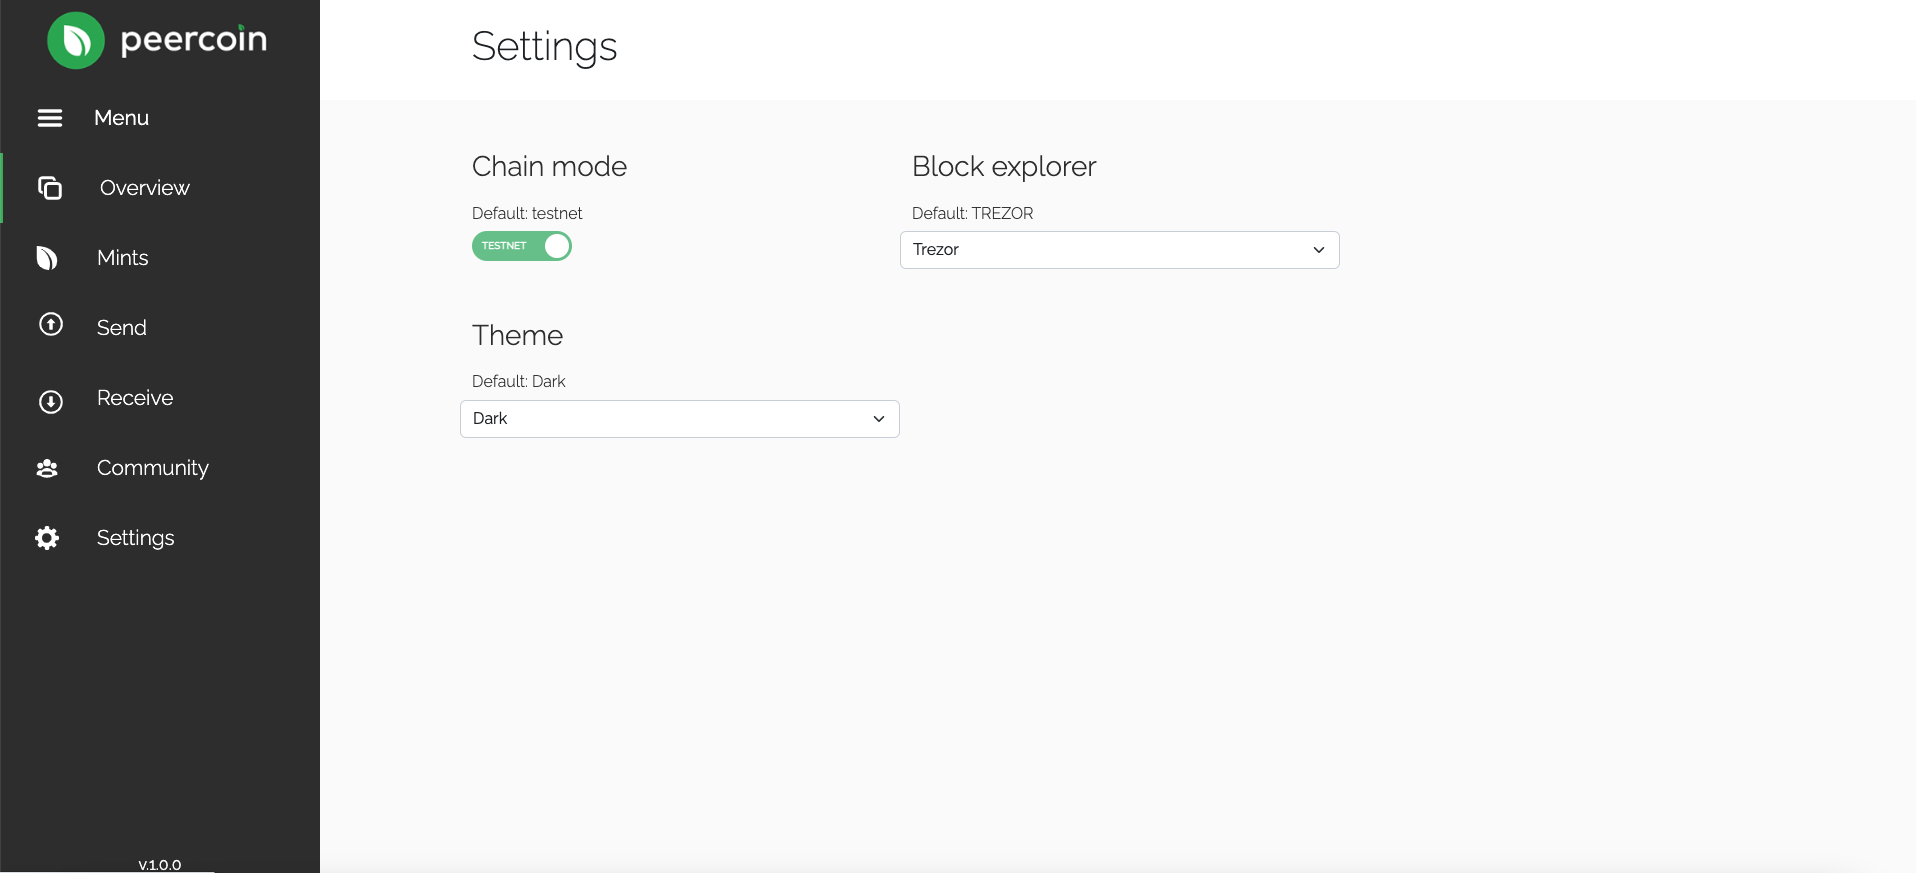 peercoin
Menu
Overview
Mints
Send
Receive
Community
Settings
v.1.0.0
Settings
Chain mode
Default: testnet
TESTNET
Block explorer
Default: TREZOR
Trezor
Theme
Default: Dark
Dark